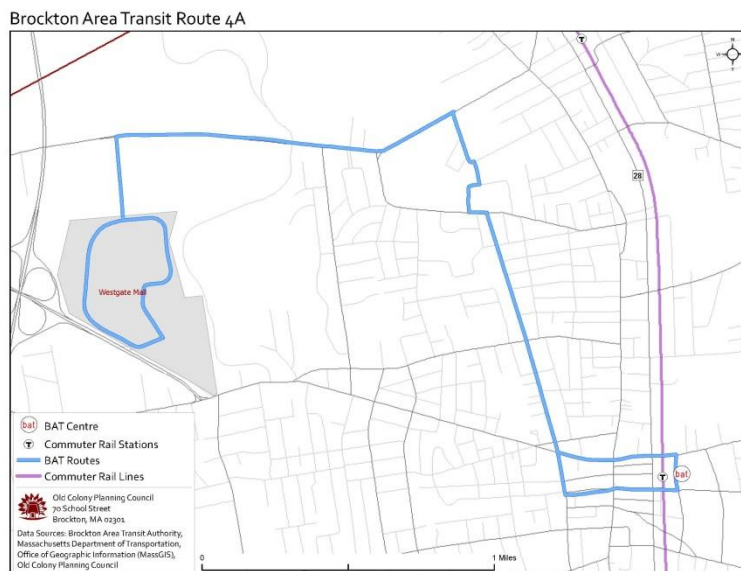 Brockton Area Transit Route 4A
T
N
W
S
28
Westgate Mall
bat BAT Centre
T Commuter Rail Stations
BAT Routes
Commuter Rail Lines
T
bat
Old Colony Planning Council
70 School Street
Brockton, MA 02301
Data Sources: Brockton Area Transit Authority,
Massachusetts Department of Transportation,
Office of Geographic Information (MassGIS),
Old Colony Planning Council
0
1 Miles